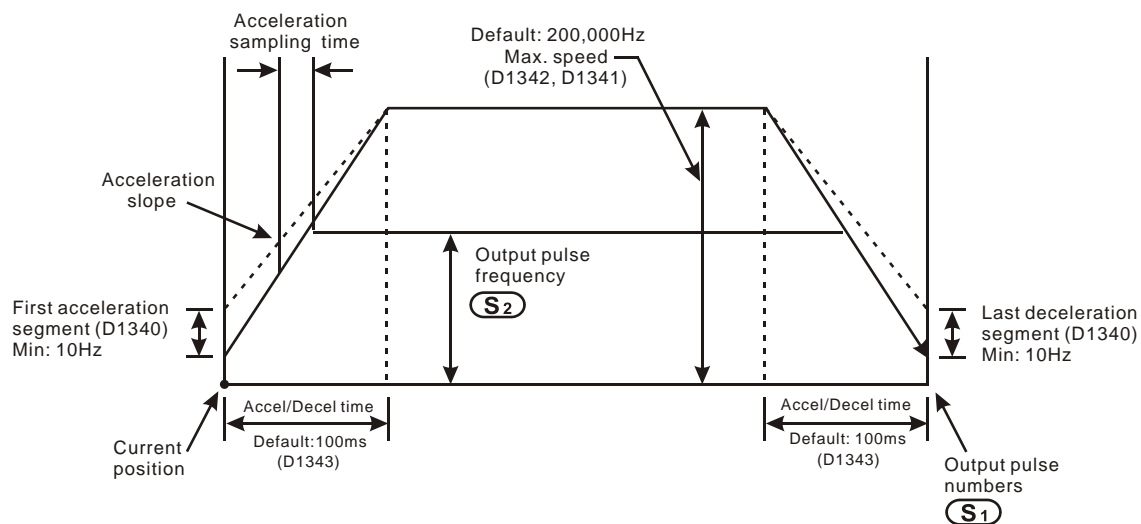 Acceleration
sampling time
Default: 200,000Hz
Max. speed
(D1342, D1341)
Acceleration
slope
Output pulse
frequency
S2
First acceleration
segment (D1340)
Min: 10Hz
Last deceleration
segment (D1340)
Min: 10Hz
Accel/Decel time
Default:100ms
(D1343)
Accel/Decel time
Default: 100ms
(D1343)
Current
position
Output pulse
numbers
S1